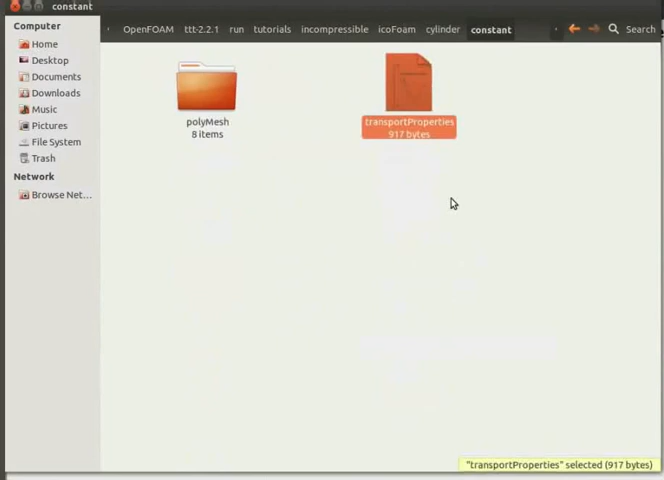 constant
Computer
Home
Desktop
Documents
Downloads
Music
Pictures
File System
Trash
Network
Browse Net...
OpenFOAM ttt-2.2.1 run tutorials incompressible icoFoam cylinder constant
Search
polyMesh
8 items
transportProperties
917 bytes
"transportProperties" selected (917 bytes)